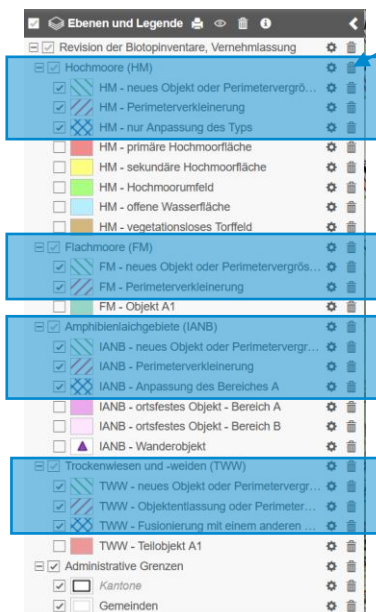 Ebenen und Legende
Revision der Biotopinventare, Vernehmlassung
Hochmoore (HM)
HM - neues Objekt oder Perimetervergrö...
HM - Perimeterverkleinerung
HM - nur Anpassung des Typs
HM - primäre Hochmoorfläche
HM - sekundäre Hochmoorfläche
HM - Hochmoorumfeld
HM - offene Wasserfläche
HM - vegetationsloses Torffeld
Flachmoore (FM)
FM - neues Objekt oder Perimetervergrös...
FM - Perimeterverkleinerung
FM - Objekt A1
Amphibienlaichgebiete (IANB)
IANB - neues Objekt oder Perimetervergr...
IANB - Perimeterverkleinerung
IANB - Anpassung des Bereiches A
IANB - ortsfestes Objekt - Bereich A
IANB - ortsfestes Objekt - Bereich B
IANB - Wanderobjekt
Trockenwiesen und -weiden (TWW)
TWW - neues Objekt oder Perimetervergr...
TWW - Objektentlassung oder Perimeter...
TWW - Fusionierung mit einem anderen ...
TWW - Teilobjekt A1
Administrative Grenzen
Kantone
Gemeinden